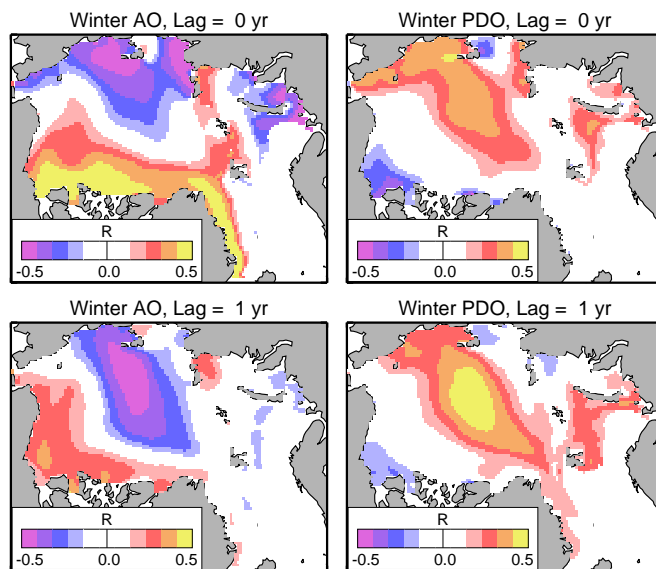 Winter AO, Lag = 0 yr
Winter PDO, Lag = 0 yr
R
-0.5 0.0 0.5
R
-0.5 0.0 0.5
Winter AO, Lag = 1 yr
Winter PDO, Lag = 1 yr
R
-0.5 0.0 0.5
R
-0.5 0.0 0.5